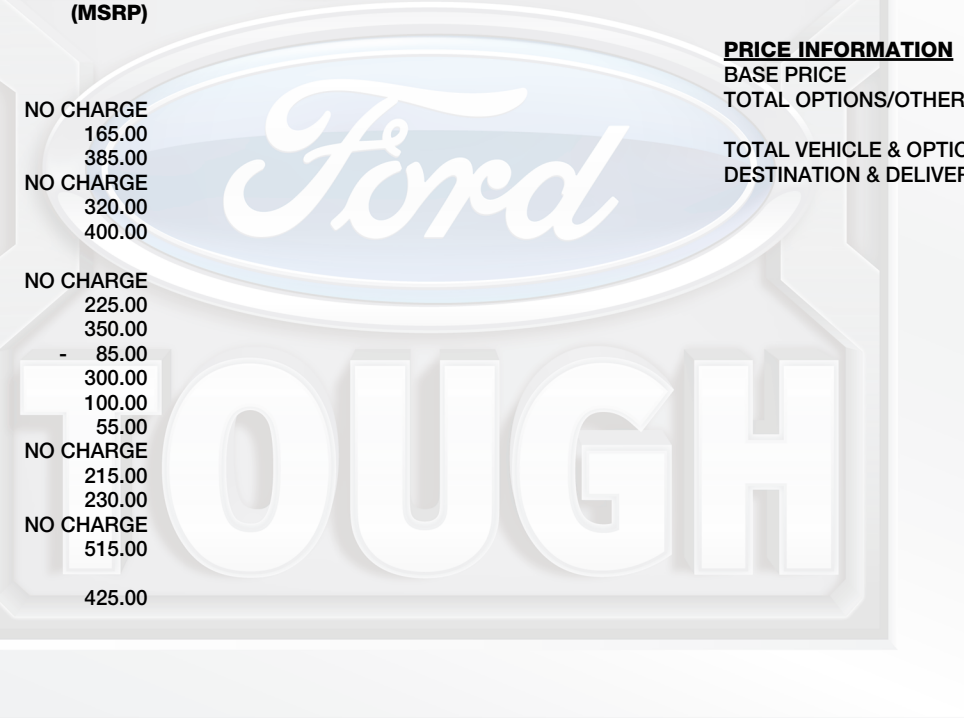 (MSRP)
NO CHARGE
165.00
385.00
NO CHARGE
320.00
400.00
NO CHARGE
225.00
350.00
- 85.00
300.00
100.00
55.00
NO CHARGE
215.00
230.00
NO CHARGE
515.00
425.00
PRICE INFORMATION
BASE PRICE
TOTAL OPTIONS/OTHER
TOTAL VEHICLE & OPTIO
DESTINATION & DELIVER
Ford
TOUGH